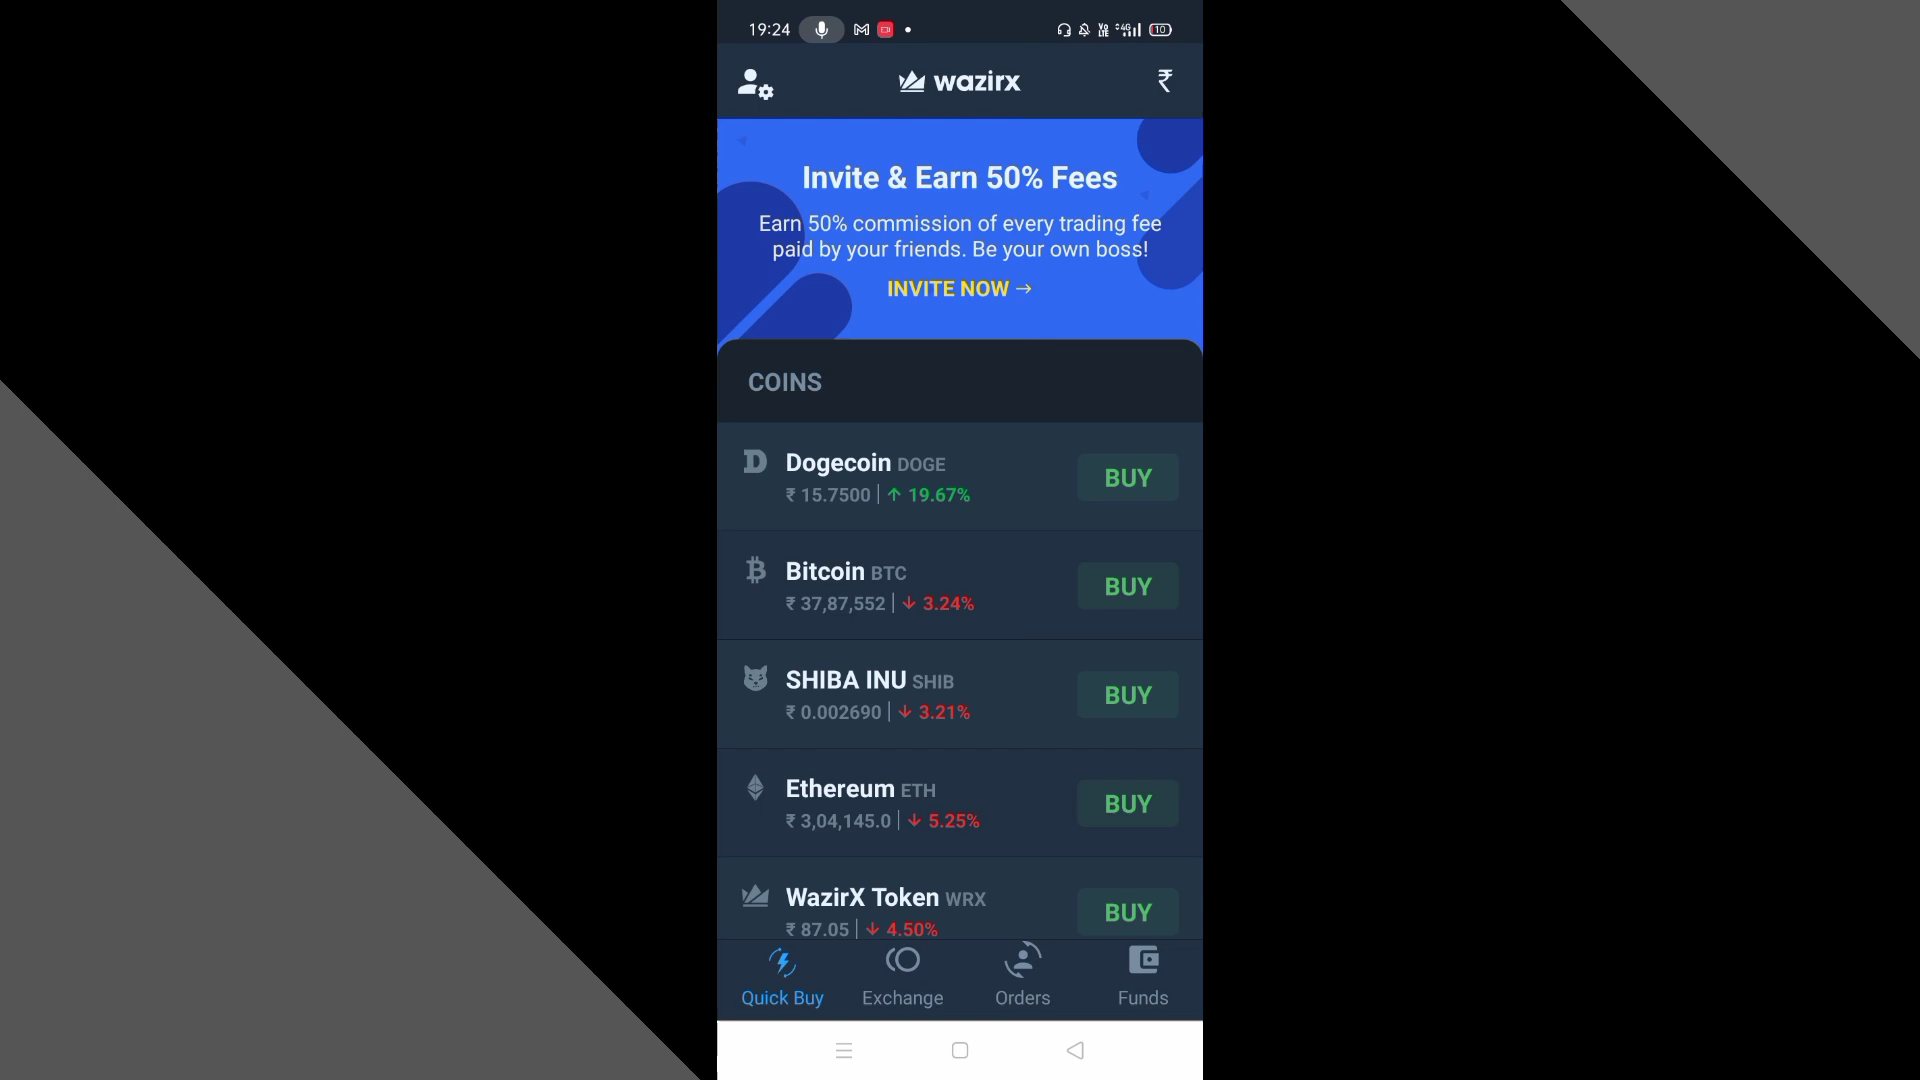 19:24
VoLTE 4G 10
wazirx ₹
Invite & Earn 50% Fees
Earn 50% commission of every trading fee
paid by your friends. Be your own boss!
INVITE NOW →
COINS
Dogecoin DOGE
₹ 15.7500 | ↑ 19.67%
BUY
Bitcoin BTC
₹ 37,87,552 | ↓ 3.24%
BUY
SHIBA INU SHIB
₹ 0.002690 | ↓ 3.21%
BUY
Ethereum ETH
₹ 3,04,145.0 | ↓ 5.25%
BUY
WazirX Token WRX
₹ 87.05 | ↓ 4.50%
BUY
Quick Buy Exchange Orders Funds